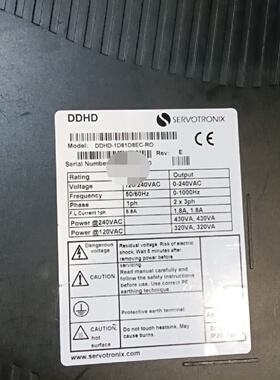 DDHD SERVOTRONIX
Model: DDHD-1D81D8EC-RO
Serial Number Rev: E
Rating Input Output
Voltage 120/240VAC 0-240VAC
Frequency 50/60Hz 0-1000Hz
Phase 1ph 2 x 3ph
F.L Current 1ph 5.8A 1.8A, 1.8A
Power @240VAC 430VA, 430VA
Power @120VAC 320VA, 320VA
Dangerous voltage
Residual voltage. Risk of electric shock. Wait 5 minutes after removing power before servicing.
Read manual carefully and follow the safety instructions before use. Use correct PE earthing technique.
Protective earth terminal.
CAUTION hot surface
Do not touch heatsink. May cause burns.
www.servotronix.com